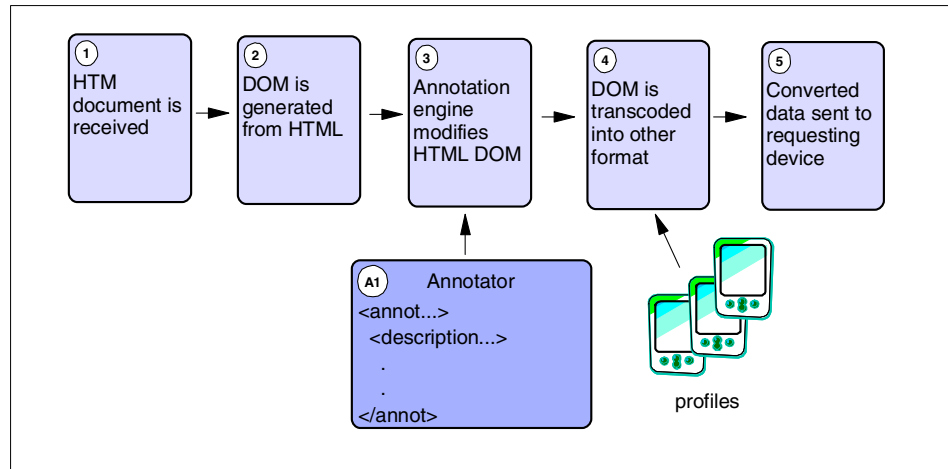 1
HTM
document is
received
2
DOM is
generated
from HTML
3
Annotation
engine
modifies
HTML DOM
4
DOM is
transcoded
into other
format
5
Converted
data sent to
requesting
device
A1
Annotator
<annot...>
<description...>
.
.
</annot>
profiles